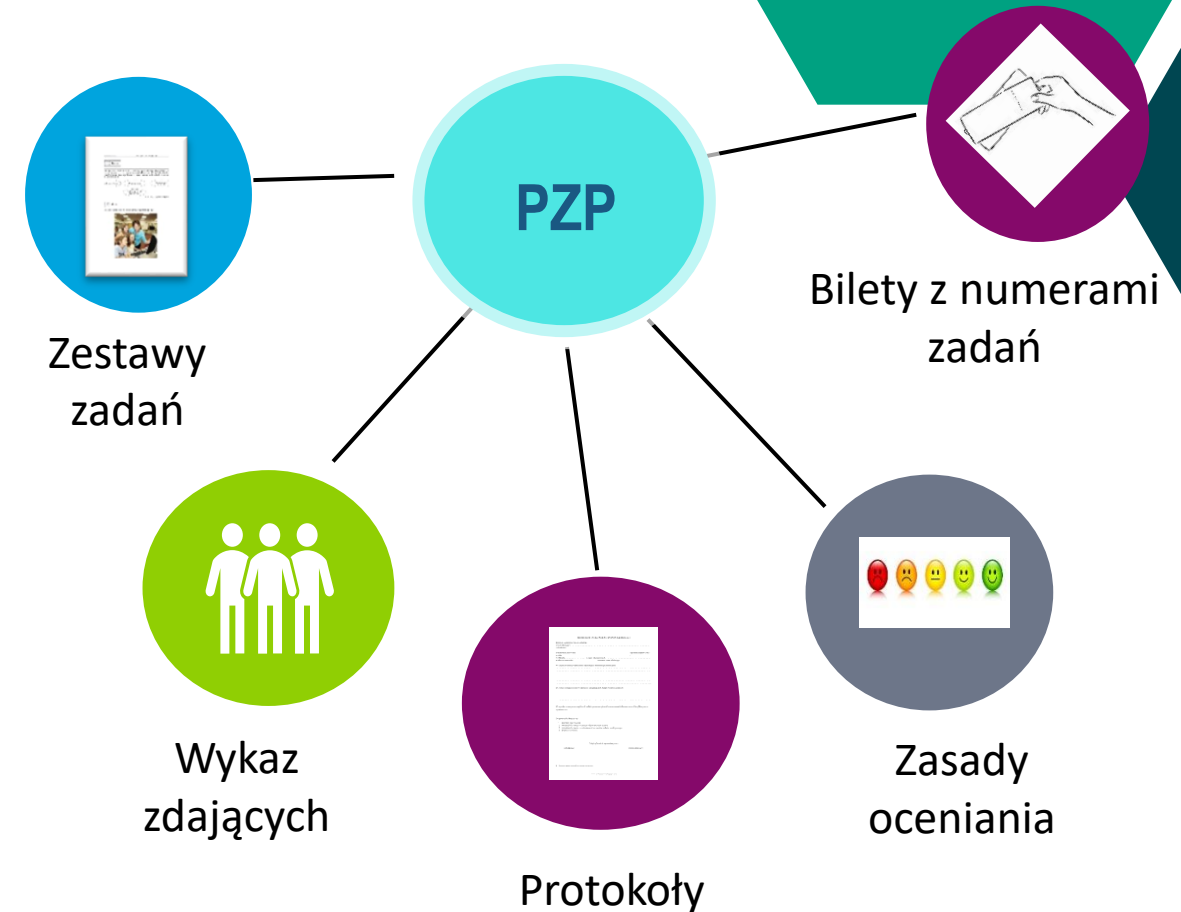 PZP
Zestawy
zadań
Bilety z numerami
zadań
Wykaz
zdających
Protokoły
Zasady
oceniania